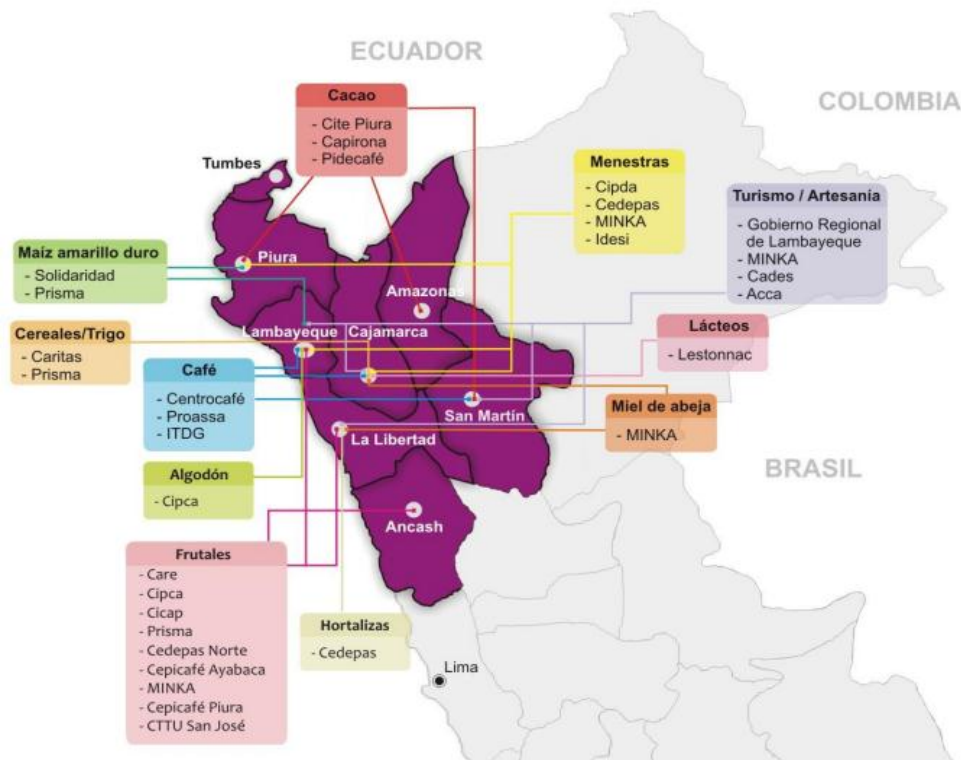 ECUADOR
COLOMBIA
Cacao
- Cite Piura
- Capirona
- Pidecafé
Tumbes
Menestras
- Cipda
- Cedepas
- MINKA
- Idesi
Turismo / Artesanía
- Gobierno Regional
de Lambayeque
- MINKA
- Cades
- Acca
Maíz amarillo duro
- Solidaridad
- Prisma
Piura
Amazonas
Cereales/Trigo
- Caritas
- Prisma
Lambayeque
Cajamarca
Lácteos
- Lestonnac
Café
- Centrocafé
- Proassa
- ITDG
San Martín
Miel de abeja
- MINKA
La Libertad
BRASIL
Algodón
- Cipca
Ancash
Frutales
- Care
- Cipca
- Cicap
- Prisma
- Cedepas Norte
- Cepicafé Ayabaca
- MINKA
- Cepicafé Piura
- CTTU San José
Hortalizas
- Cedepas
Lima